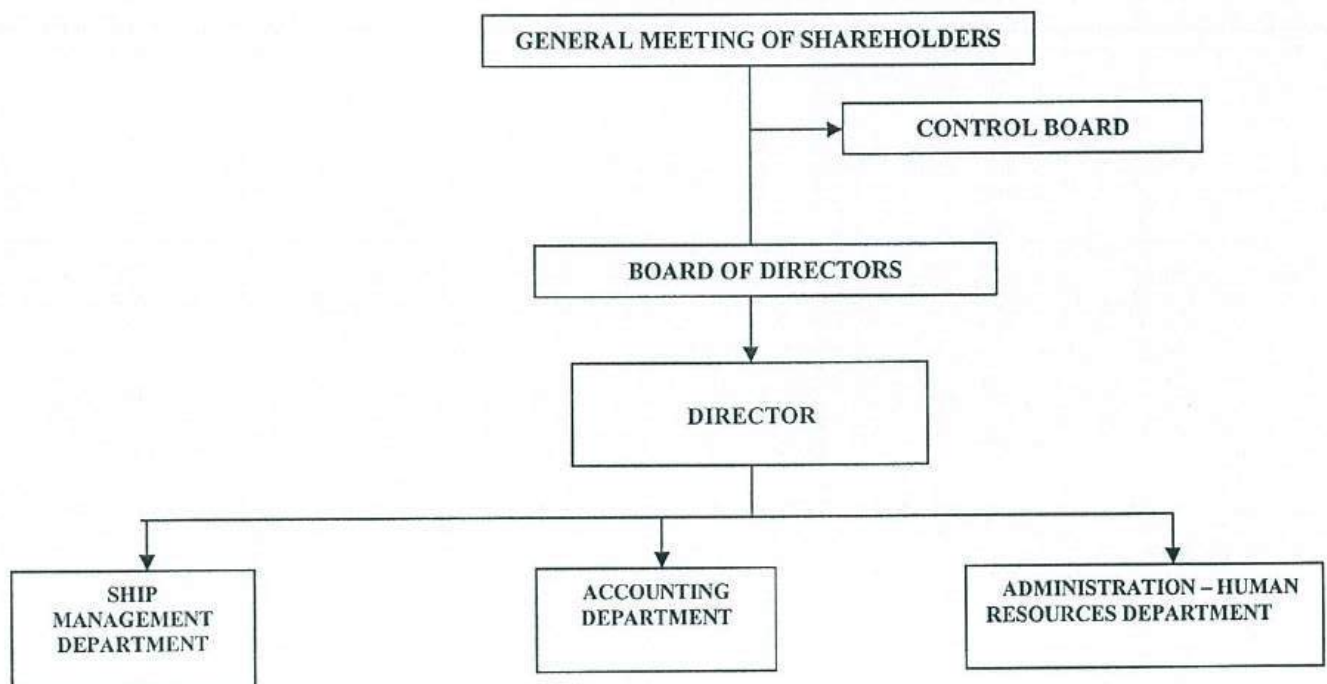 GENERAL MEETING OF SHAREHOLDERS
CONTROL BOARD
BOARD OF DIRECTORS
DIRECTOR
SHIP
MANAGEMENT
DEPARTMENT
ACCOUNTING
DEPARTMENT
ADMINISTRATION – HUMAN
RESOURCES DEPARTMENT